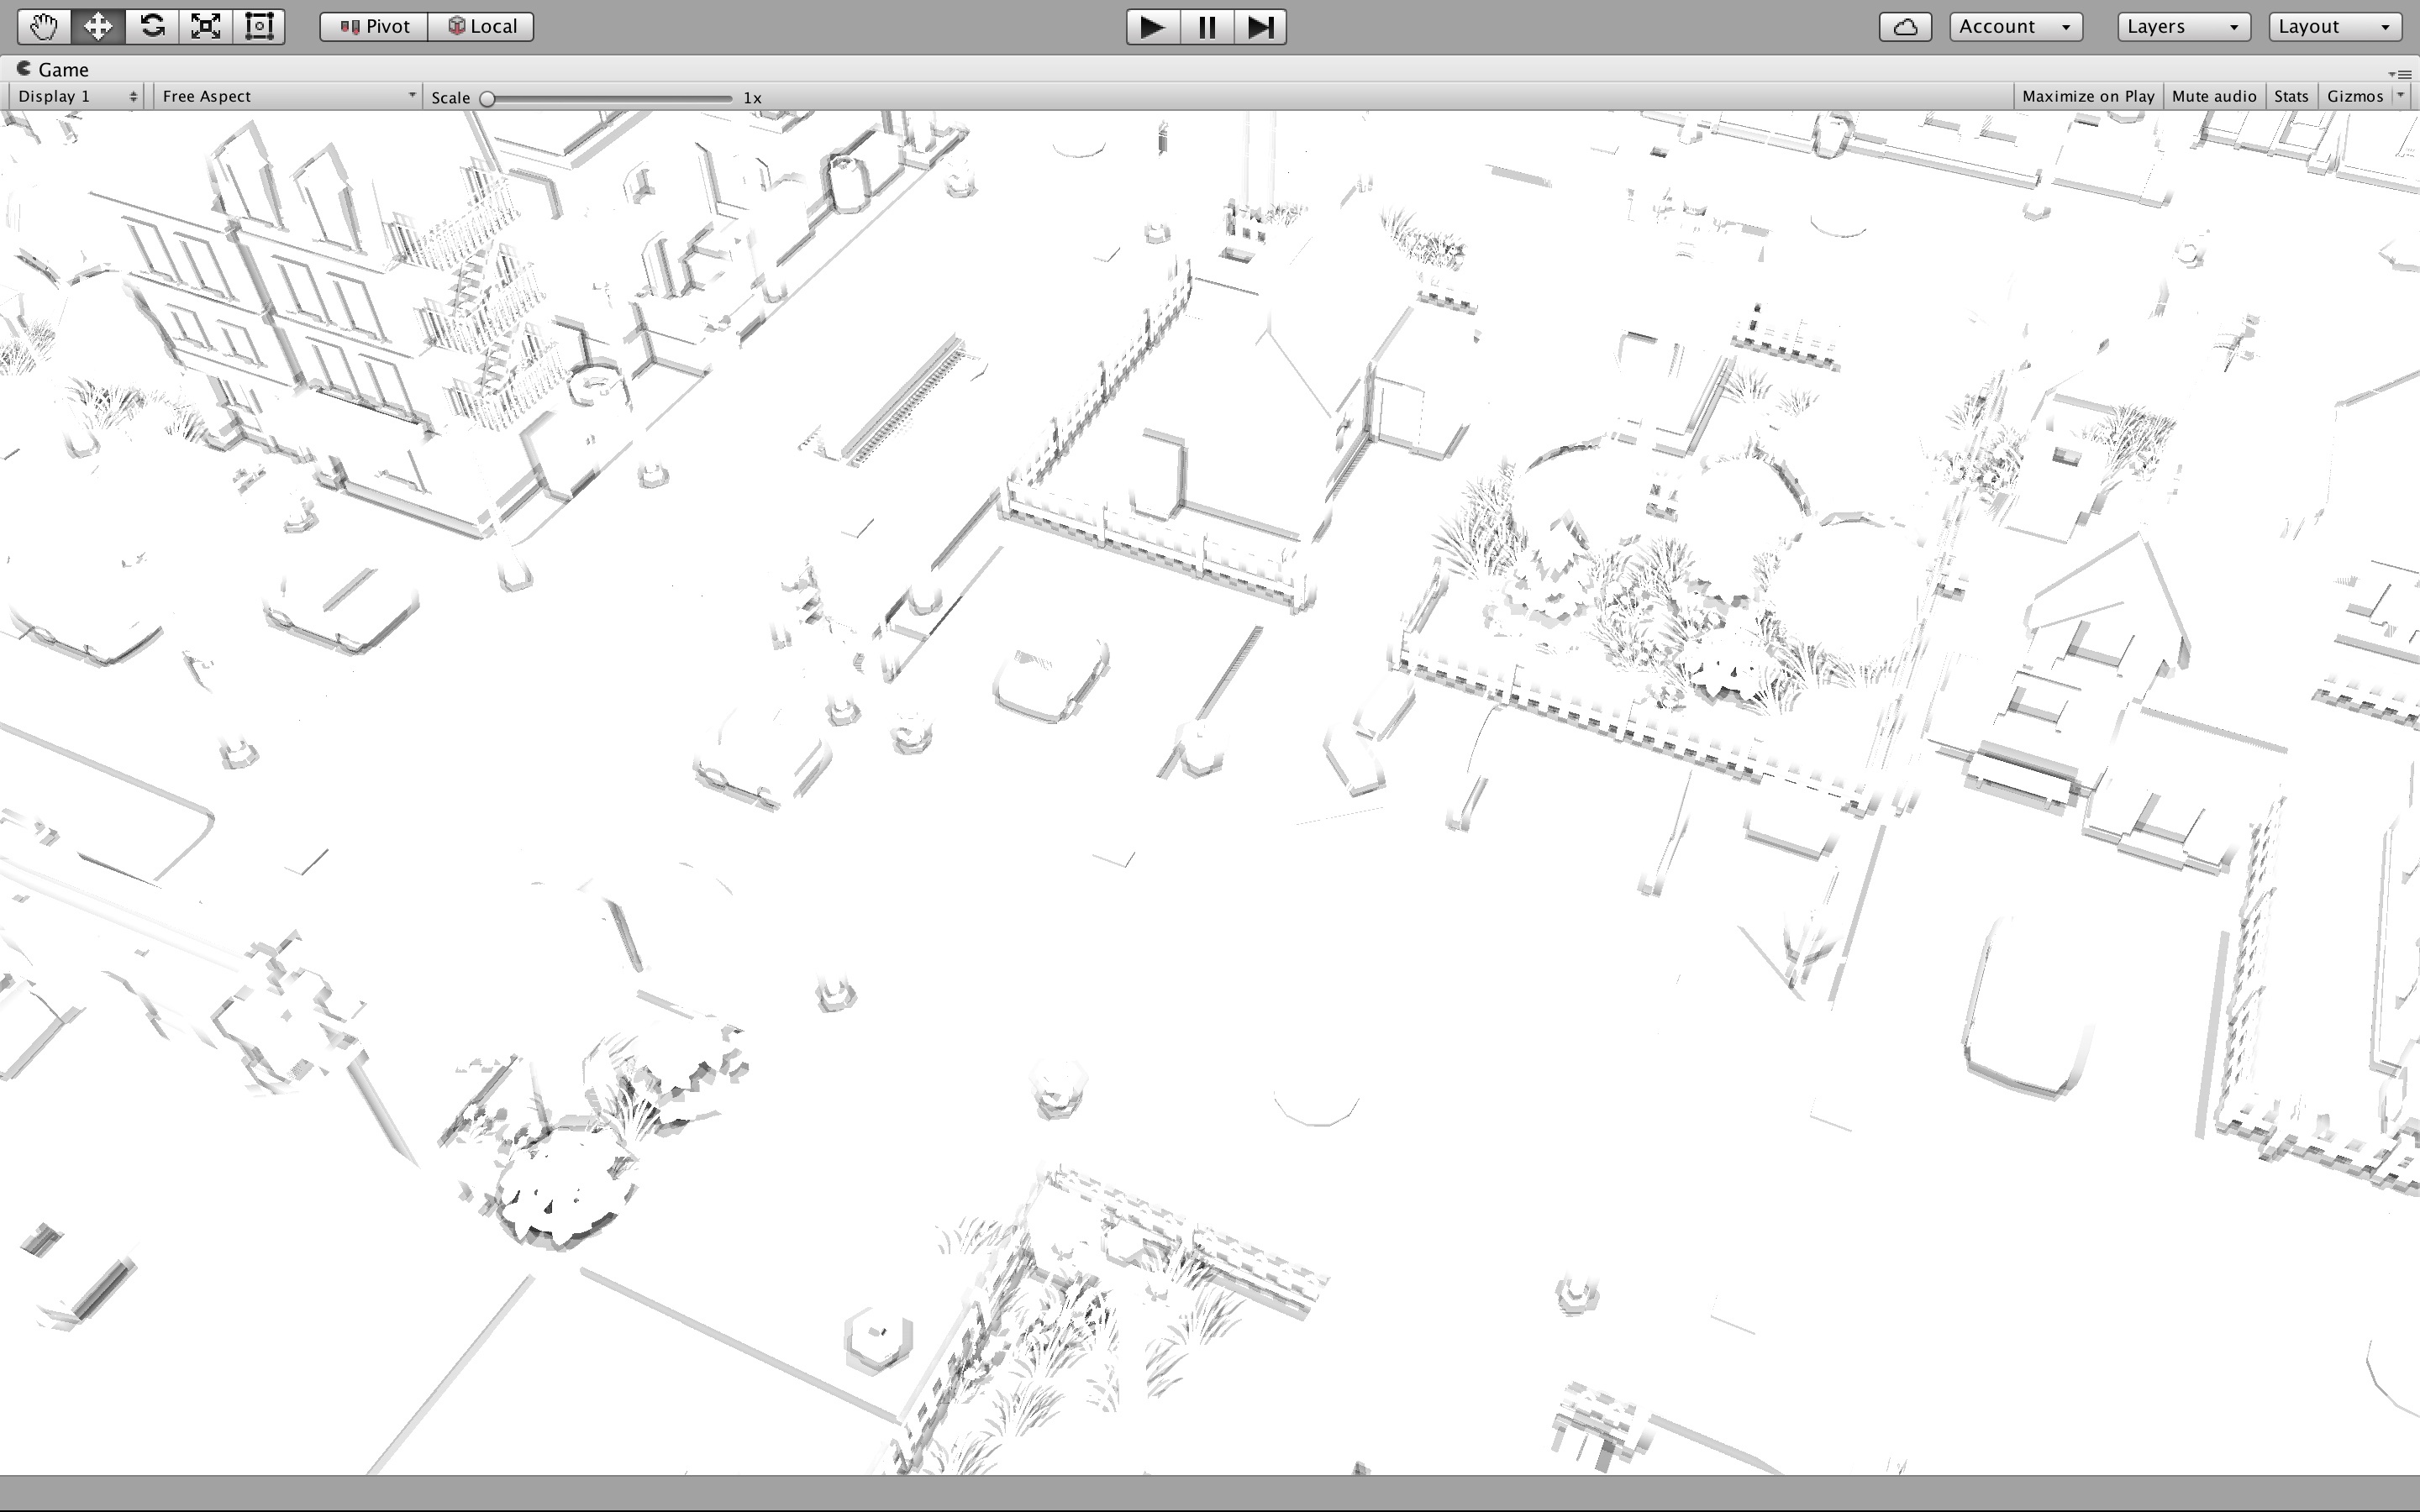 Pivot Local Account Layers Layout
Game
Display 1 Free Aspect Scale 1x Maximize on Play Mute audio Stats Gizmos